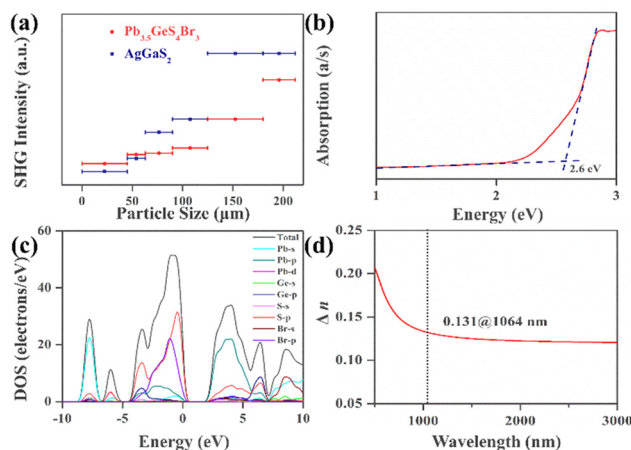 (a)
Pb3.5GeS4Br3
AgGaS2
SHG Intensity (a.u.)
0 50 100 150 200
Particle Size (μm)
(b)
Absorption (a/s)
2.6 eV
1 2 3
Energy (eV)
(c)
Total
Pb-s
Pb-p
Pb-d
Ge-s
Ge-p
S-s
S-p
Br-s
Br-p
DOS (electrons/eV)
60
40
20
0
-10 -5 0 5 10
Energy (eV)
(d)
Δn
0.25
0.20
0.15
0.10
0.05
0.131@1064 nm
1000 2000 3000
Wavelength (nm)